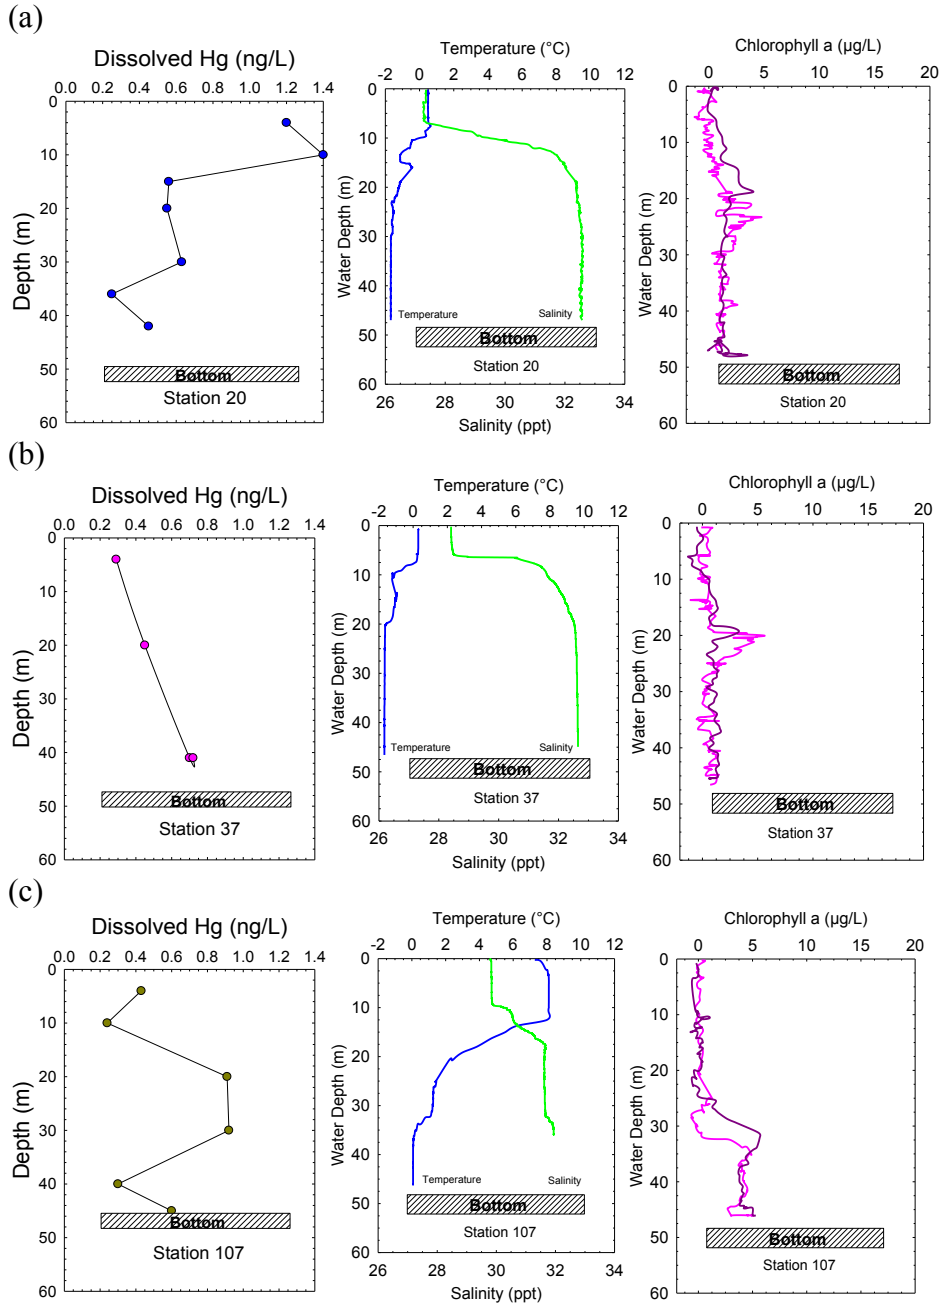 (a)
Dissolved Hg (ng/L)
0.0 0.2 0.4 0.6 0.8 1.0 1.2 1.4
Depth (m)
0
10
20
30
40
50
60
Bottom
Station 20
Temperature (°C)
-2 0 2 4 6 8 10 12
Water Depth (m)
0
10
20
30
40
50
60
Temperature Salinity
Bottom
Station 20
26 28 30 32 34
Salinity (ppt)
Chlorophyll a (µg/L)
0 5 10 15 20
Water Depth (m)
0
10
20
30
40
50
60
Bottom
Station 20
(b)
Dissolved Hg (ng/L)
0.0 0.2 0.4 0.6 0.8 1.0 1.2 1.4
Depth (m)
0
10
20
30
40
50
60
Bottom
Station 37
Temperature (°C)
-2 0 2 4 6 8 10 12
Water Depth (m)
0
10
20
30
40
50
60
Temperature Salinity
Bottom
Station 37
26 28 30 32 34
Salinity (ppt)
Chlorophyll a (µg/L)
0 5 10 15 20
Water Depth (m)
0
10
20
30
40
50
60
Bottom
Station 37
(c)
Dissolved Hg (ng/L)
0.0 0.2 0.4 0.6 0.8 1.0 1.2 1.4
Depth (m)
0
10
20
30
40
50
60
Bottom
Station 107
Temperature (°C)
-2 0 2 4 6 8 10 12
Water Depth (m)
0
10
20
30
40
50
60
Temperature Salinity
Bottom
Station 107
26 28 30 32 34
Salinity (ppt)
Chlorophyll a (µg/L)
0 5 10 15 20
Water Depth (m)
0
10
20
30
40
50
60
Bottom
Station 107